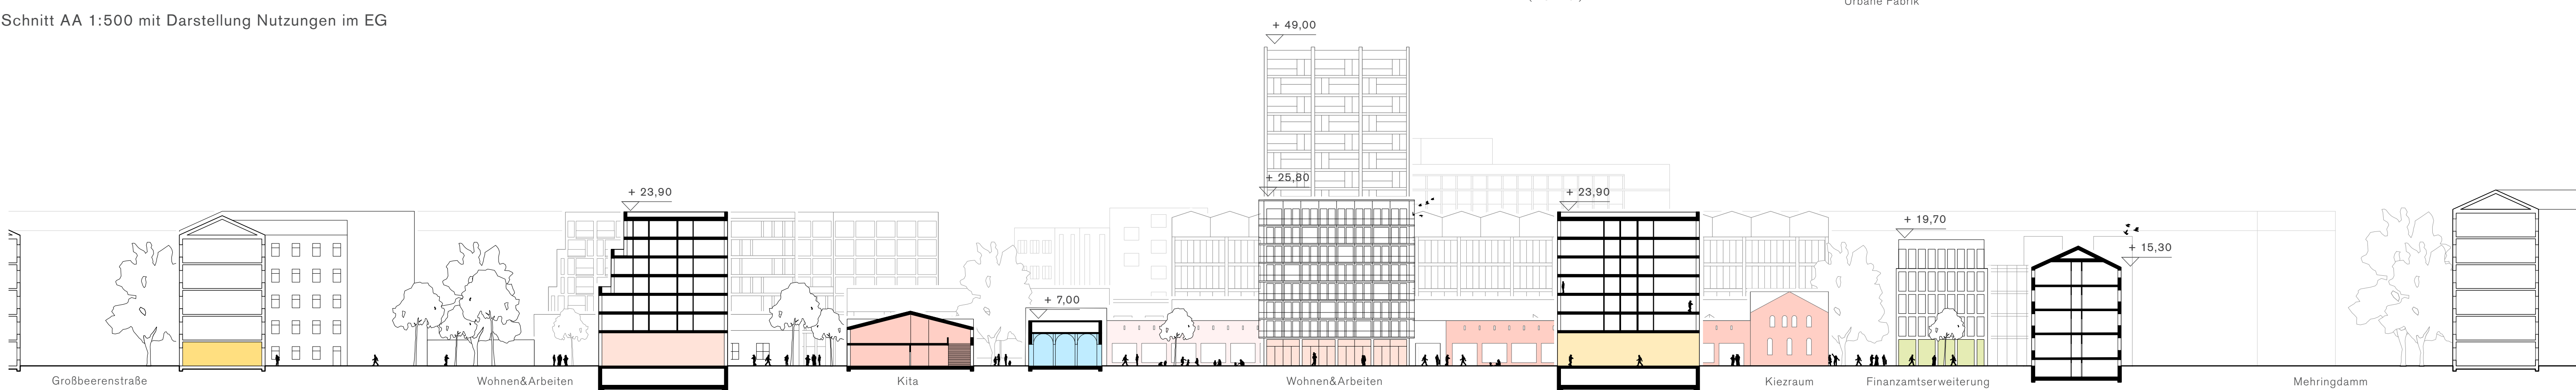 Urbane Fabrik
Schnitt AA 1:500 mit Darstellung Nutzungen im EG
+ 49,00
+ 25,80
+ 23,90
+ 23,90
+ 19,70
+ 15,30
+ 7,00
Großbeerenstraße
Wohnen&Arbeiten
Kita
Wohnen&Arbeiten
Kiezraum
Finanzamtserweiterung
Mehringdamm